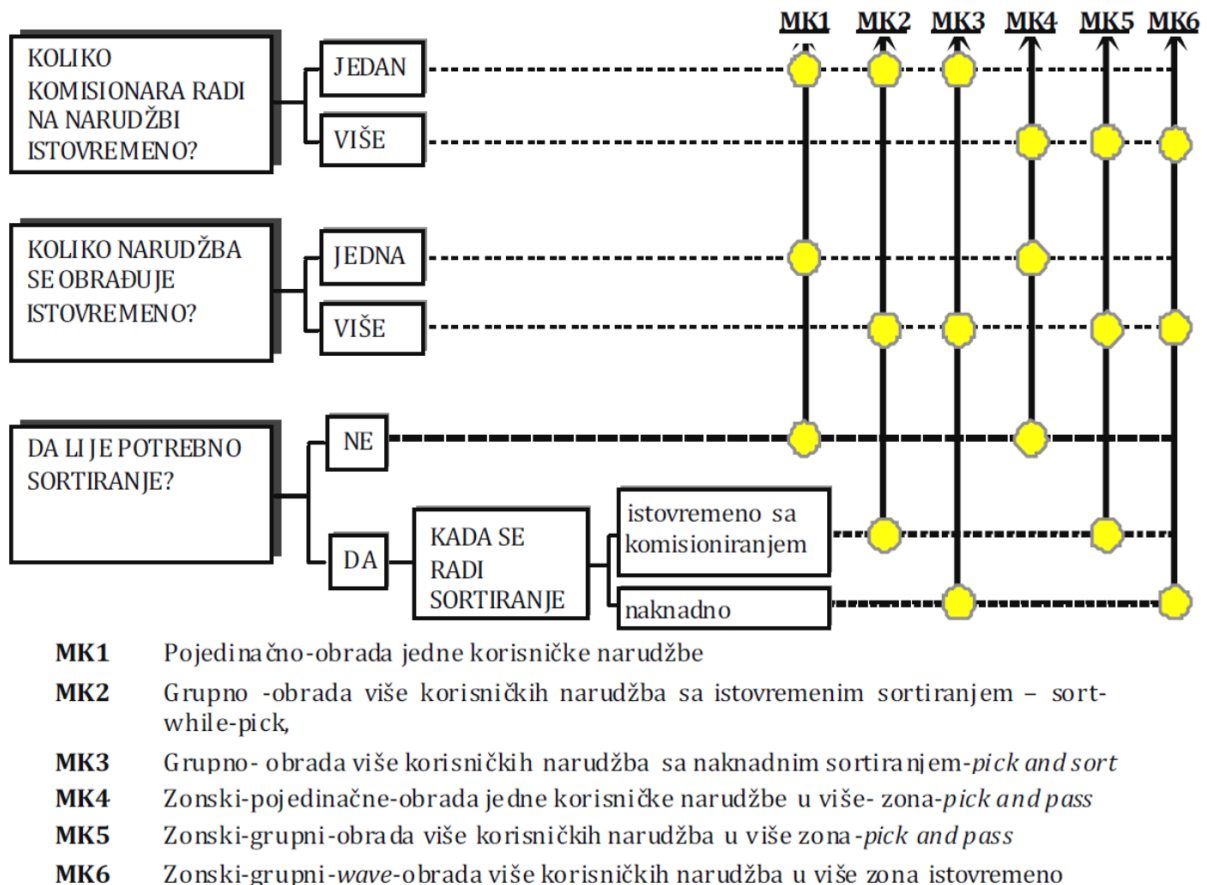 MK1 MK2 MK3 MK4 MK5 MK6
KOLIKO
KOMISIONARA RADI
NA NARUDŽBI
ISTOVREMENO?
JEDAN
VIŠE
KOLIKO NARUDŽBA
SE OBRAĐUJE
ISTOVREMENO?
JEDNA
VIŠE
DA LI JE POTREBNO
SORTIRANJE?
NE
DA
KADA SE
RADI
SORTIRANJE
istovremeno sa
komisioniranjem
naknadno
MK1 Pojedinačno-obrada jedne korisničke narudžbe
MK2 Grupno -obrada više korisničkih narudžba sa istovremenim sortiranjem – sort-
while-pick,
MK3 Grupno- obrada više korisničkih narudžba sa naknadnim sortiranjem-pick and sort
MK4 Zonski-pojedinačne-obrada jedne korisničke narudžbe u više- zona-pick and pass
MK5 Zonski-grupni-obrada više korisničkih narudžba u više zona-pick and pass
MK6 Zonski-grupni-wave-obrada više korisničkih narudžba u više zona istovremeno